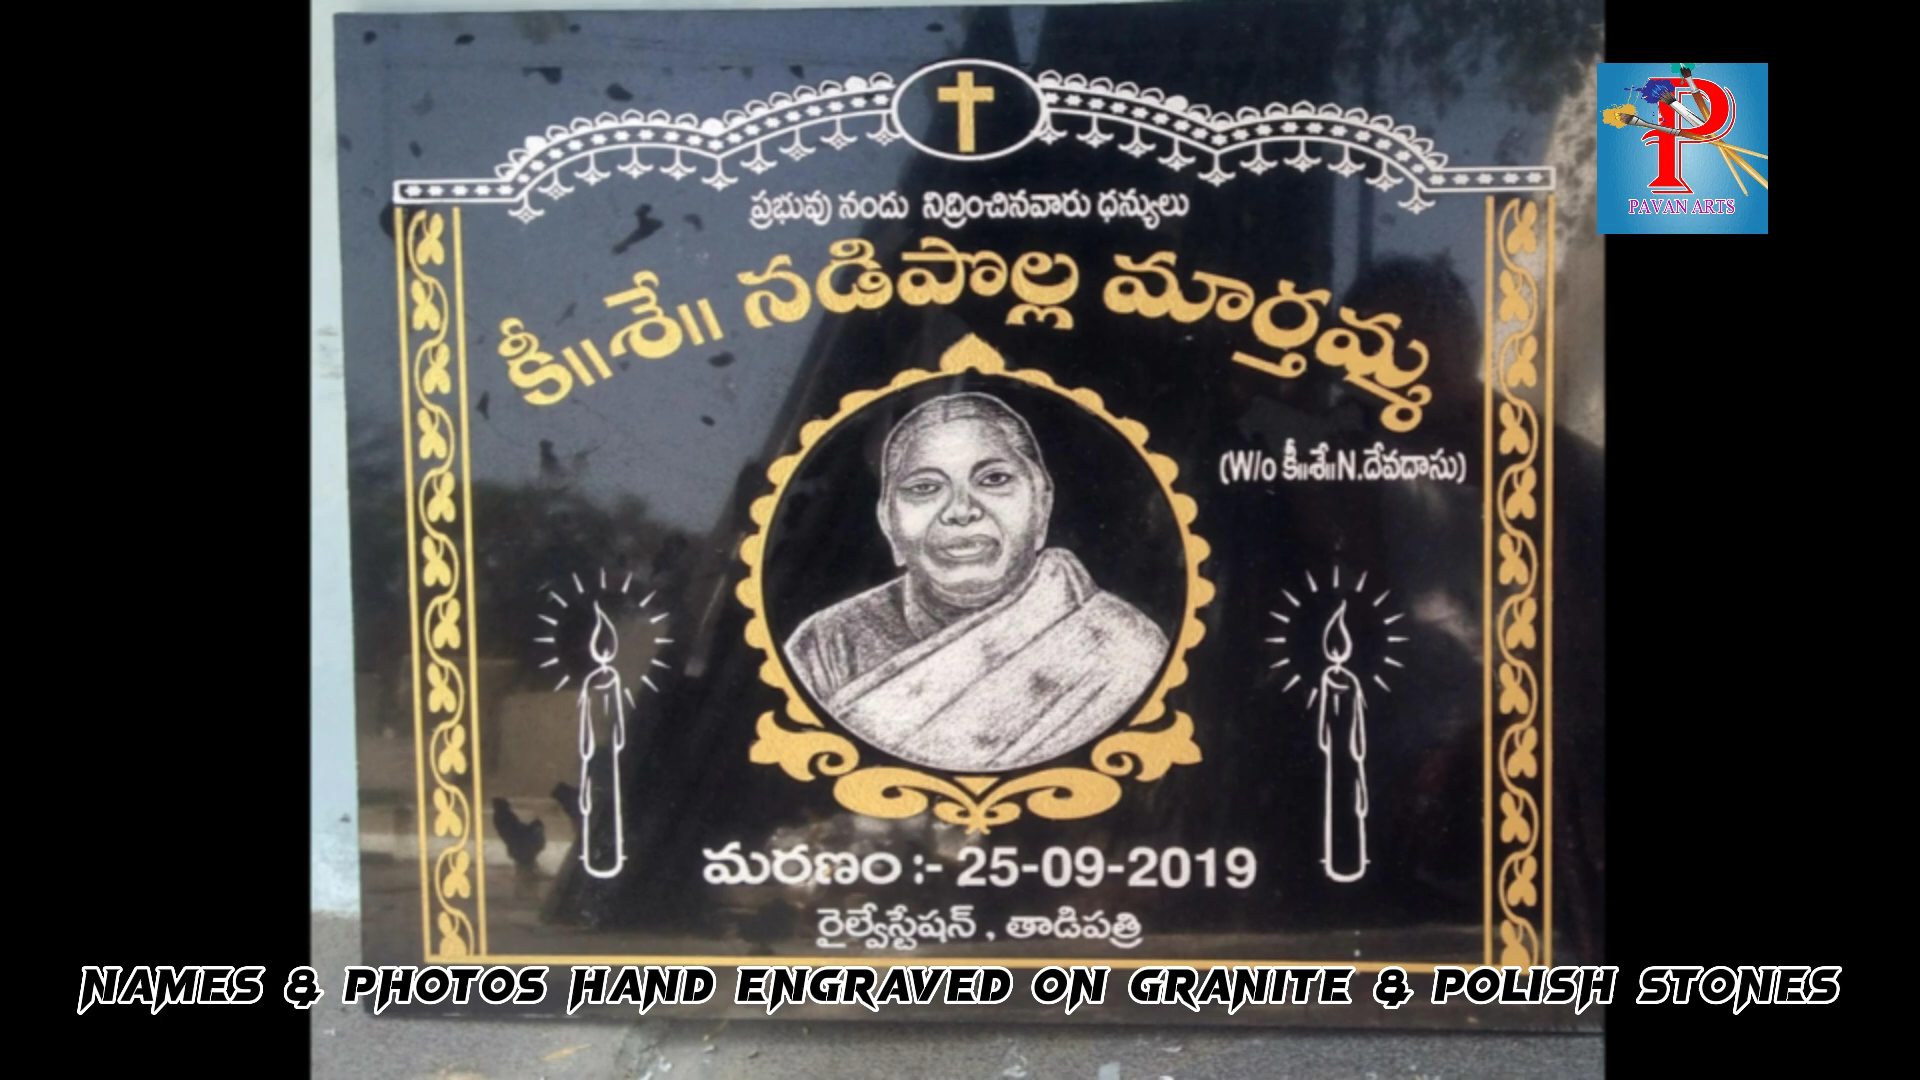 ప్రభువు నందు నిద్రించినవారు ధన్యులు
కీ॥శే॥ నడిపొల్ల మార్తమ్మ
(W/o కీ॥శే॥N.దేవదాసు)
మరణం :- 25-09-2019
రైల్వేస్టేషన్ , తాడిపత్రి
P
PAVAN ARTS
NAMES & PHOTOS HAND ENGRAVED ON GRANITE & POLISH STONES